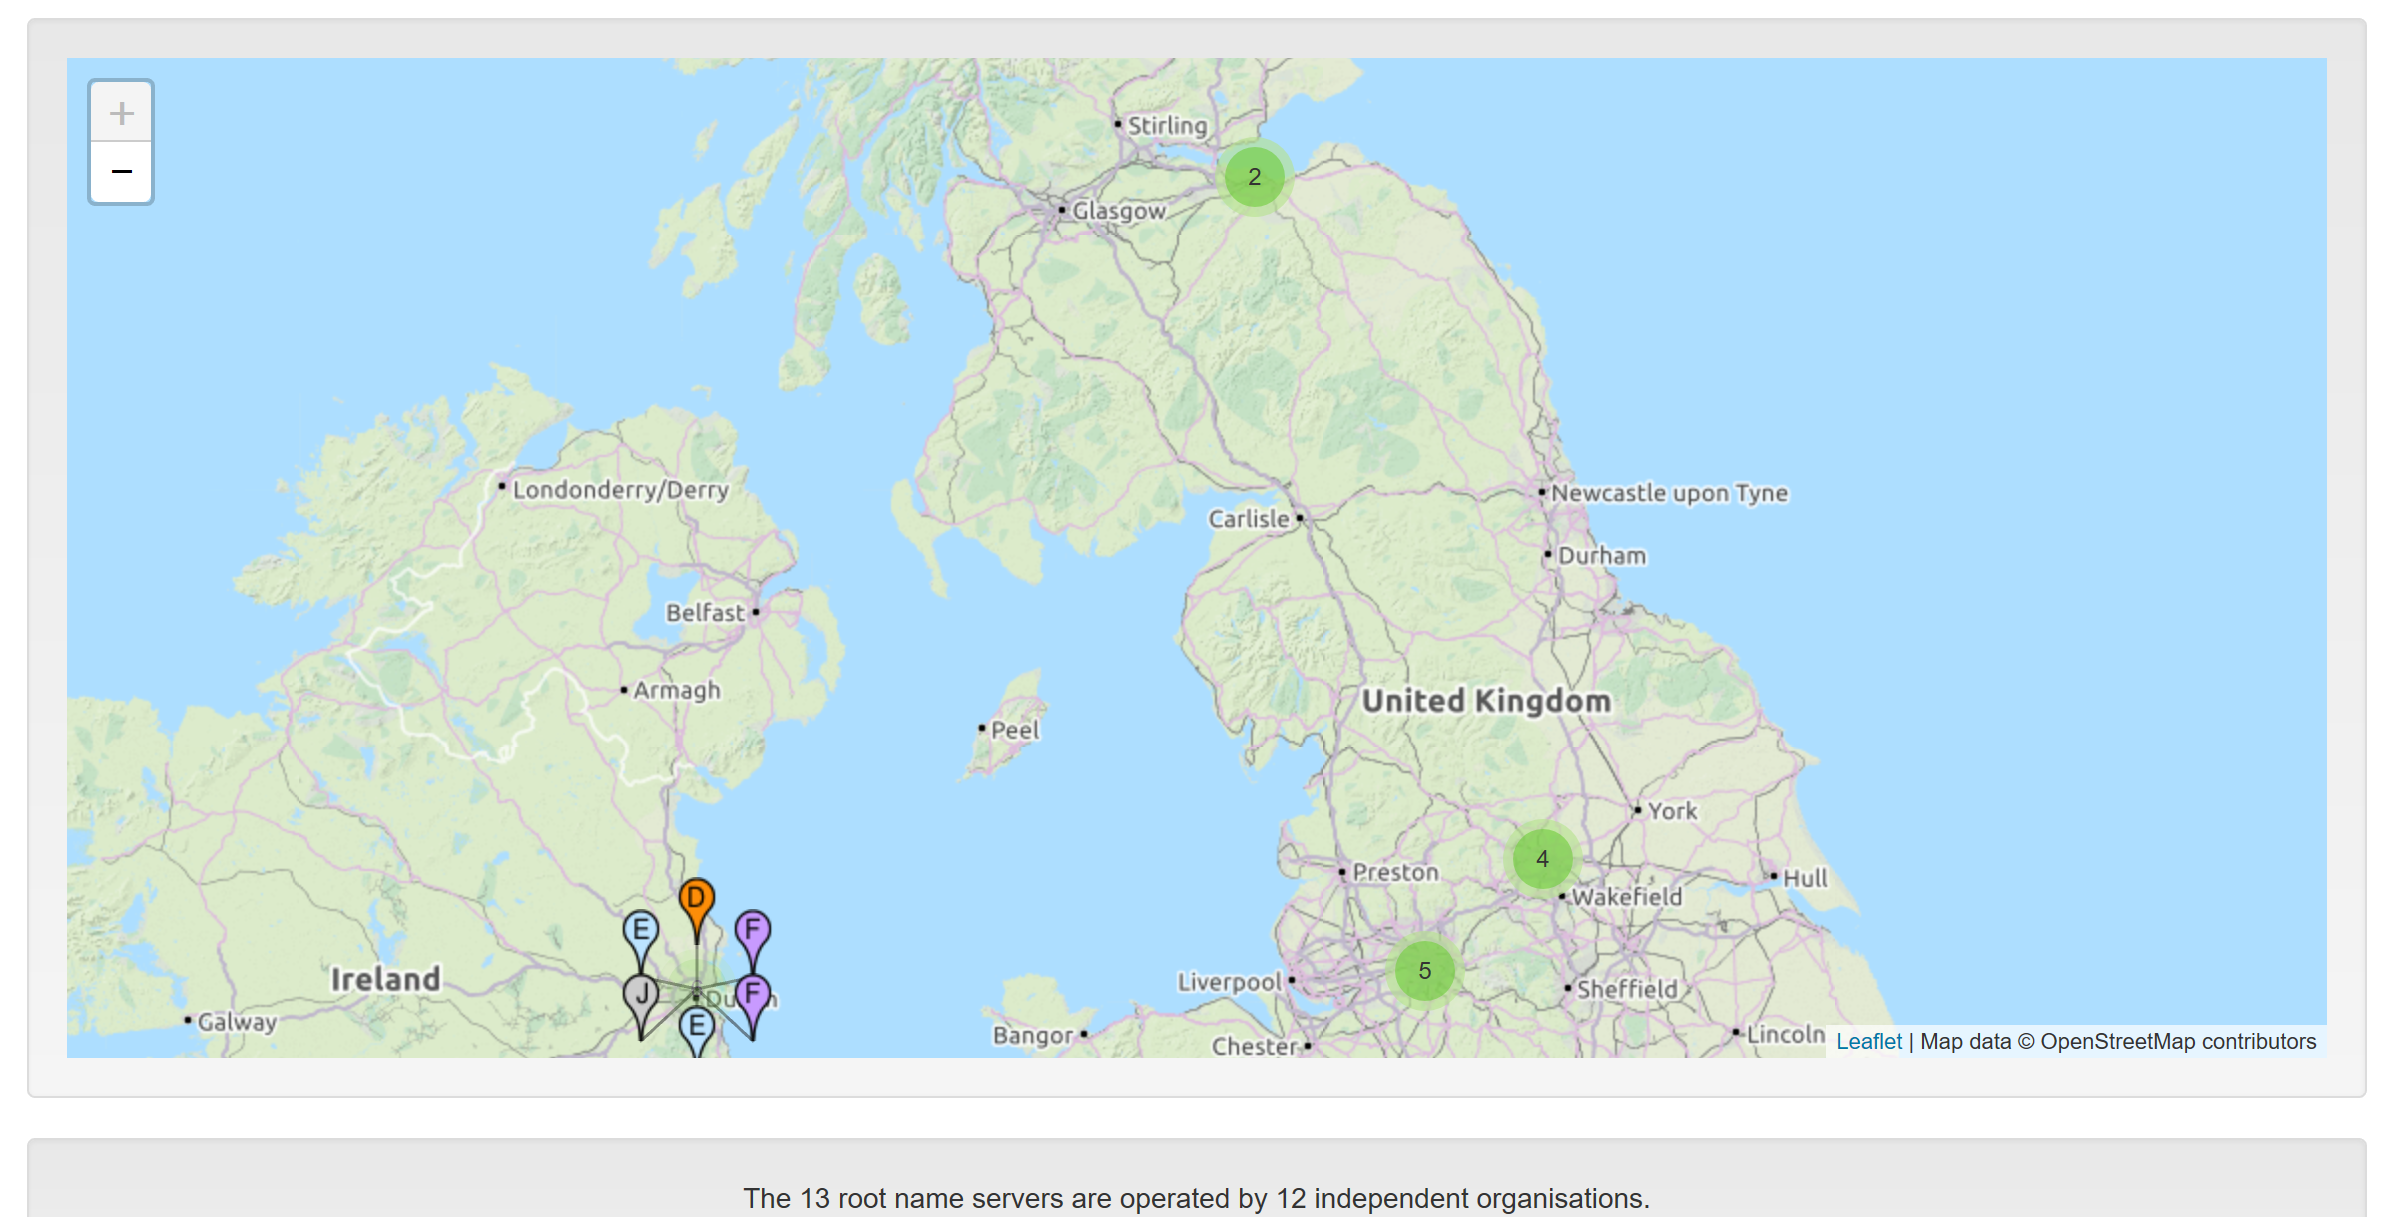 +
−
Stirling
2
Glasgow
Londonderry/Derry
Newcastle upon Tyne
Carlisle
Durham
Belfast
Armagh
United Kingdom
Peel
York
4
Preston
Hull
Wakefield
D
E
F
5
Ireland
Liverpool
Sheffield
J
F
Galway
E
Bangor
Chester
Lincoln
Leaflet | Map data © OpenStreetMap contributors
The 13 root name servers are operated by 12 independent organisations.